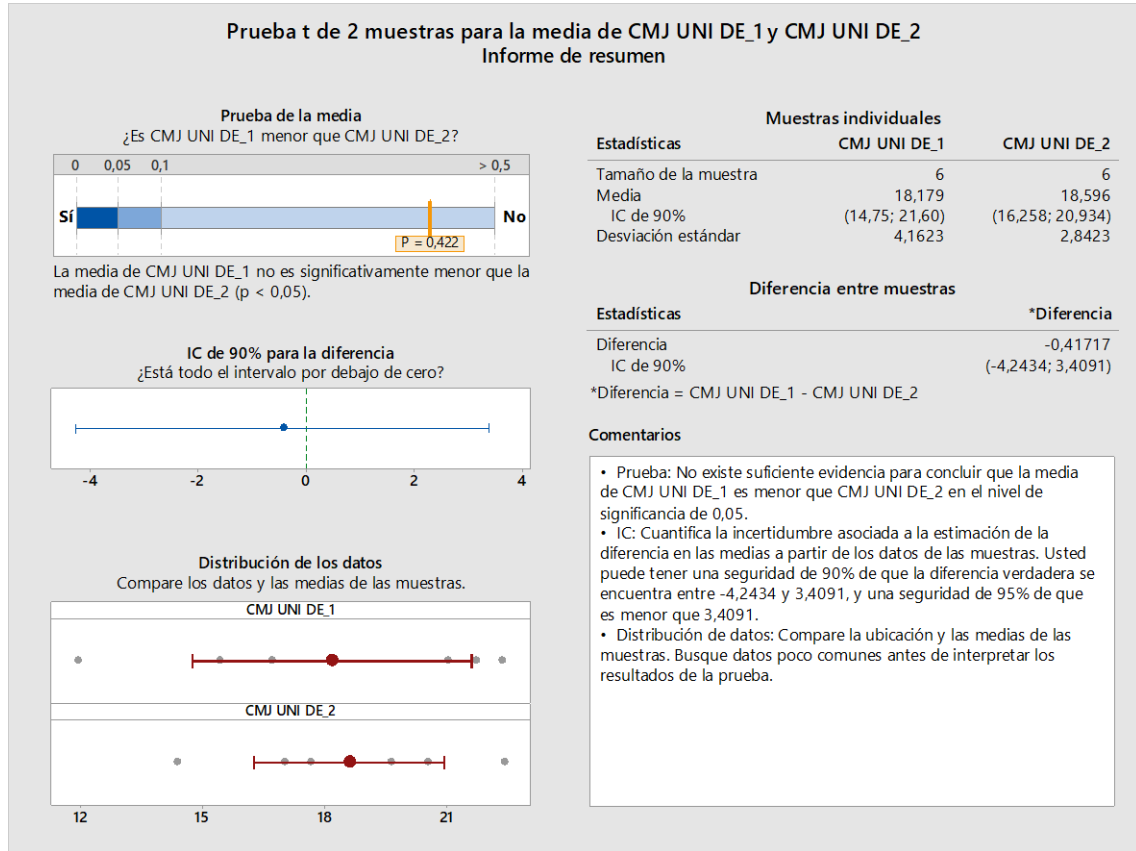 Prueba t de 2 muestras para la media de CMJ UNI DE_1 y CMJ UNI DE_2
Informe de resumen
Prueba de la media
¿Es CMJ UNI DE_1 menor que CMJ UNI DE_2?
0 0,05 0,1 > 0,5
Sí No
P = 0,422
La media de CMJ UNI DE_1 no es significativamente menor que la
media de CMJ UNI DE_2 (p < 0,05).
IC de 90% para la diferencia
¿Está todo el intervalo por debajo de cero?
-4 -2 0 2 4
Distribución de los datos
Compare los datos y las medias de las muestras.
CMJ UNI DE_1
CMJ UNI DE_2
12 15 18 21
Muestras individuales
Estadísticas CMJ UNI DE_1 CMJ UNI DE_2
Tamaño de la muestra 6 6
Media 18,179 18,596
IC de 90% (14,75; 21,60) (16,258; 20,934)
Desviación estándar 4,1623 2,8423
Diferencia entre muestras
Estadísticas *Diferencia
Diferencia -0,41717
IC de 90% (-4,2434; 3,4091)
*Diferencia = CMJ UNI DE_1 - CMJ UNI DE_2
Comentarios
• Prueba: No existe suficiente evidencia para concluir que la media
de CMJ UNI DE_1 es menor que CMJ UNI DE_2 en el nivel de
significancia de 0,05.
• IC: Cuantifica la incertidumbre asociada a la estimación de la
diferencia en las medias a partir de los datos de las muestras. Usted
puede tener una seguridad de 90% de que la diferencia verdadera se
encuentra entre -4,2434 y 3,4091, y una seguridad de 95% de que
es menor que 3,4091.
• Distribución de datos: Compare la ubicación y las medias de las
muestras. Busque datos poco comunes antes de interpretar los
resultados de la prueba.